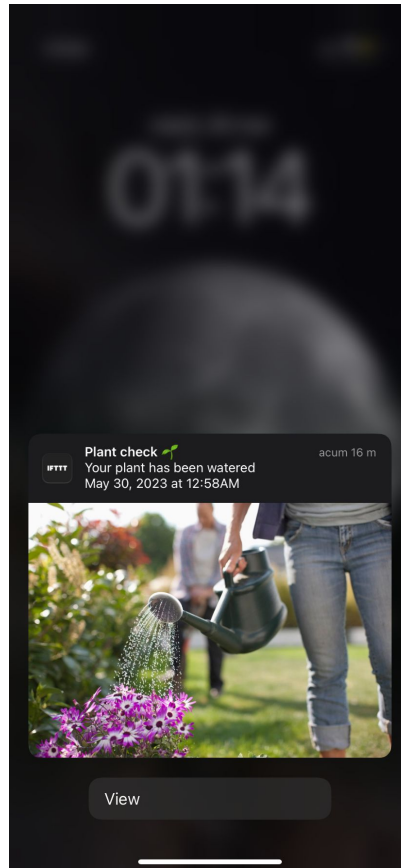 01:14
Plant check 🌱
acum 16 m
IFTTT
Your plant has been watered
May 30, 2023 at 12:58AM
View